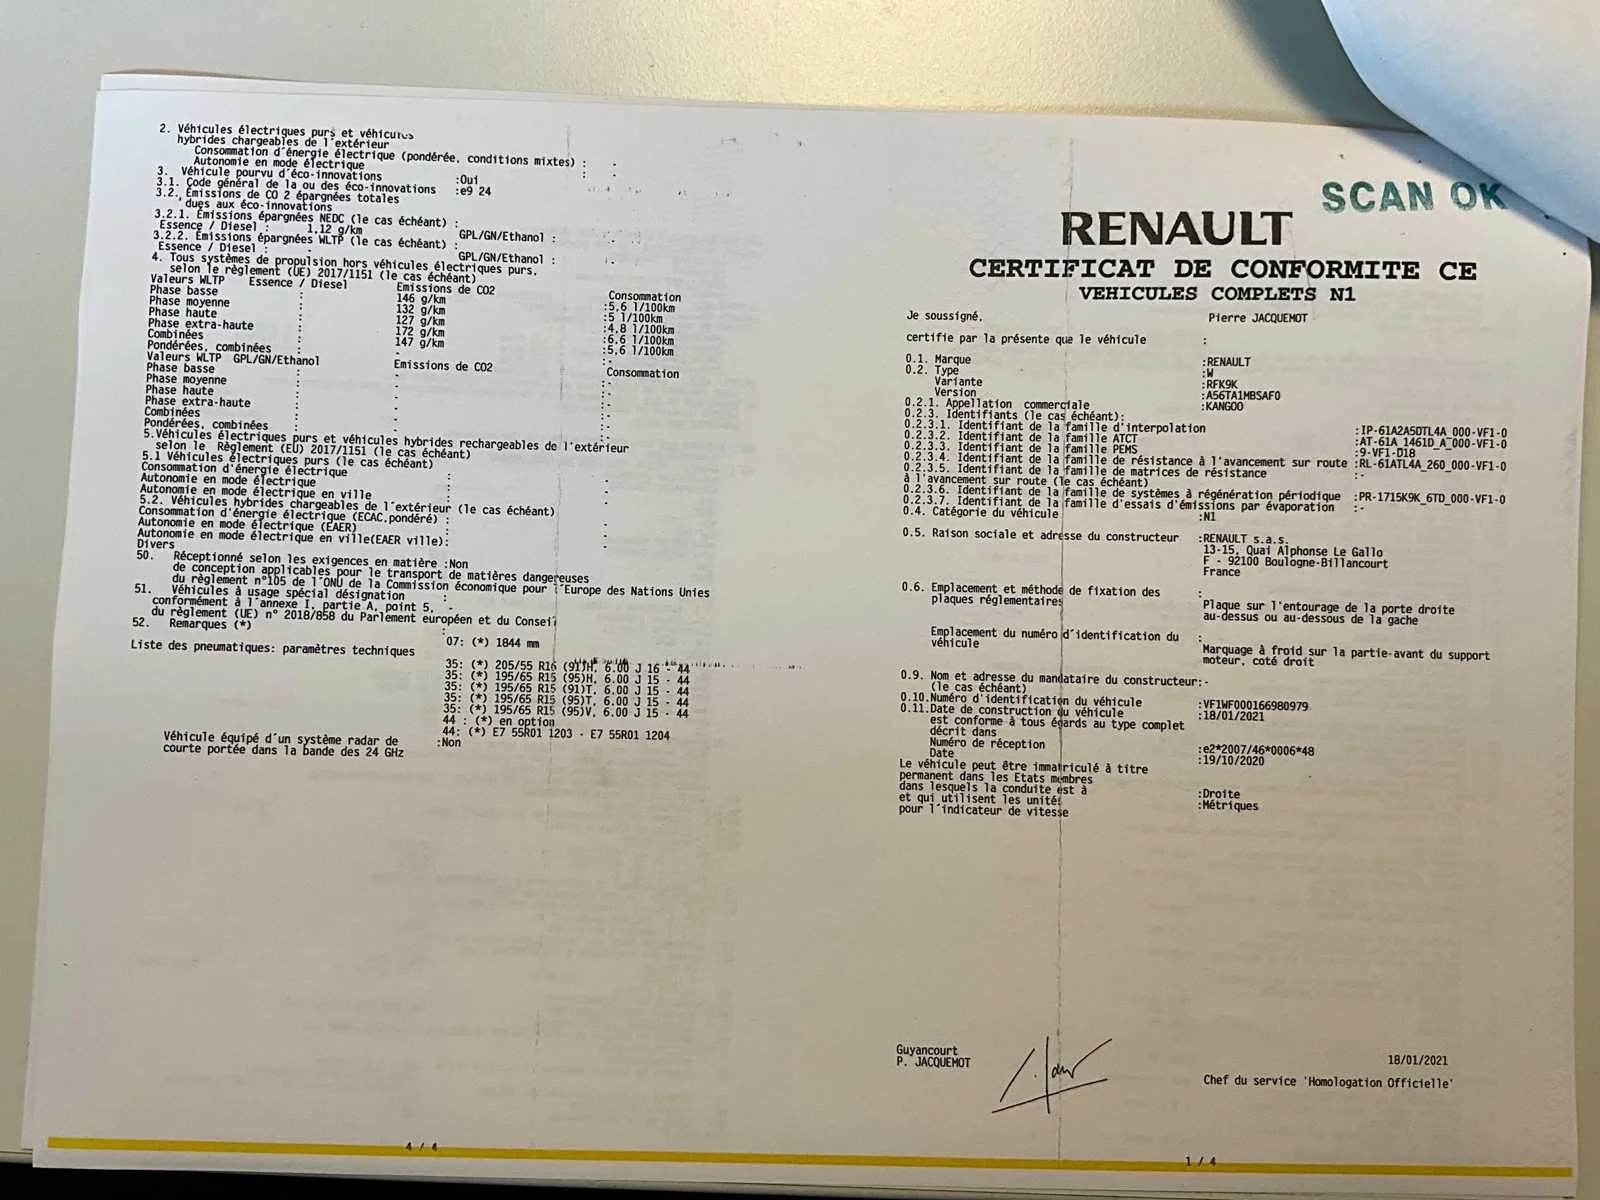 2. Véhicules électriques purs et véhicules
hybrides chargeables de l'extérieur
Consommation d'énergie électrique (pondérée, conditions mixtes) : -
Autonomie en mode électrique : -
3. Véhicule pourvu d'éco-innovations :Oui
3.1. Code général de la ou des éco-innovations :e9 24
3.2. Emissions de CO 2 épargnées totales
dues aux éco-innovations
3.2.1. Emissions épargnées NEDC (le cas échéant) :
Essence / Diesel : 1,12 g/km GPL/GN/Ethanol : -
3.2.2. Emissions épargnées WLTP (le cas échéant) :
Essence / Diesel : - GPL/GN/Ethanol : -
4. Tous systèmes de propulsion hors véhicules électriques purs,
selon le règlement (UE) 2017/1151 (le cas échéant)
Valeurs WLTP Essence / Diesel Emissions de CO2 Consommation
Phase basse : 146 g/km :5,6 l/100km
Phase moyenne : 132 g/km :5 l/100km
Phase haute : 127 g/km :4,8 l/100km
Phase extra-haute : 172 g/km :6,6 l/100km
Combinées : 147 g/km :5,6 l/100km
Pondérées, combinées : - :-
Valeurs WLTP GPL/GN/Ethanol Emissions de CO2 Consommation
Phase basse : - :-
Phase moyenne : - :-
Phase haute : - :-
Phase extra-haute : - :-
Combinées : - :-
Pondérées, combinées : - :-
5.Véhicules électriques purs et véhicules hybrides rechargeables de l'extérieur
selon le Règlement (EU) 2017/1151 (le cas échéant)
5.1 Véhicules électriques purs (le cas échéant)
Consommation d'énergie électrique : -
Autonomie en mode électrique : -
Autonomie en mode électrique en ville : -
5.2. Véhicules hybrides chargeables de l'extérieur (le cas échéant)
Consommation d'énergie électrique (ECAC,pondéré) : -
Autonomie en mode électrique (EAER) : -
Autonomie en mode électrique en ville(EAER ville): -
Divers
50. Réceptionné selon les exigences en matière :Non
de conception applicables pour le transport de matières dangereuses
du règlement n°105 de l'ONU de la Commission économique pour l'Europe des Nations Unies
51. Véhicules à usage spécial désignation :
conformément à l'annexe I, partie A, point 5, -
du règlement (UE) n° 2018/858 du Parlement européen et du Conseil
52. Remarques (*) :
07: (*) 1844 mm
Liste des pneumatiques: paramètres techniques
35: (*) 205/55 R16 (91)H, 6.00 J 16 - 44
35: (*) 195/65 R15 (95)H, 6.00 J 15 - 44
35: (*) 195/65 R15 (91)T, 6.00 J 15 - 44
35: (*) 195/65 R15 (95)T, 6.00 J 15 - 44
35: (*) 195/65 R15 (95)V, 6.00 J 15 - 44
44 : (*) en option
44: (*) E7 55R01 1203 - E7 55R01 1204
Véhicule équipé d'un système radar de :Non
courte portée dans la bande des 24 GHz
4 / 4
SCAN OK
RENAULT
CERTIFICAT DE CONFORMITE CE
VEHICULES COMPLETS N1
Je soussigné, Pierre JACQUEMOT
certifie par la présente que le véhicule :
0.1. Marque :RENAULT
0.2. Type :W
Variante :RFK9K
Version :A56TA1MBSAF0
0.2.1. Appellation commerciale :KANGOO
0.2.3. Identifiants (le cas échéant):
0.2.3.1. Identifiant de la famille d'interpolation :IP-61A2A5DTL4A_000-VF1-0
0.2.3.2. Identifiant de la famille ATCT :AT-61A_1461D_A_000-VF1-0
0.2.3.3. Identifiant de la famille PEMS :9-VF1-D18
0.2.3.4. Identifiant de la famille de résistance à l'avancement sur route :RL-61ATL4A_260_000-VF1-0
0.2.3.5. Identifiant de la famille de matrices de résistance :-
à l'avancement sur route (le cas échéant)
0.2.3.6. Identifiant de la famille de systèmes à régénération périodique :PR-1715K9K_6TD_000-VF1-0
0.2.3.7. Identifiant de la famille d'essais d'émissions par évaporation :-
0.4. Catégorie du véhicule :N1
0.5. Raison sociale et adresse du constructeur :RENAULT s.a.s.
13-15, Quai Alphonse Le Gallo
F - 92100 Boulogne-Billancourt
France
0.6. Emplacement et méthode de fixation des :
plaques réglementaires Plaque sur l'entourage de la porte droite
au-dessus ou au-dessous de la gache
Emplacement du numéro d'identification du :
véhicule Marquage à froid sur la partie-avant du support
moteur, coté droit
0.9. Nom et adresse du mandataire du constructeur:-
(le cas échéant)
0.10.Numéro d'identification du véhicule :VF1WF000166980979
0.11.Date de construction du véhicule :18/01/2021
est conforme à tous égards au type complet
décrit dans
Numéro de réception :e2*2007/46*0006*48
Date :19/10/2020
Le véhicule peut être immatriculé à titre
permanent dans les Etats membres
dans lesquels la conduite est à :Droite
et qui utilisent les unités :Métriques
pour l'indicateur de vitesse
Guyancourt
P. JACQUEMOT
18/01/2021
Chef du service 'Homologation Officielle'
1 / 4